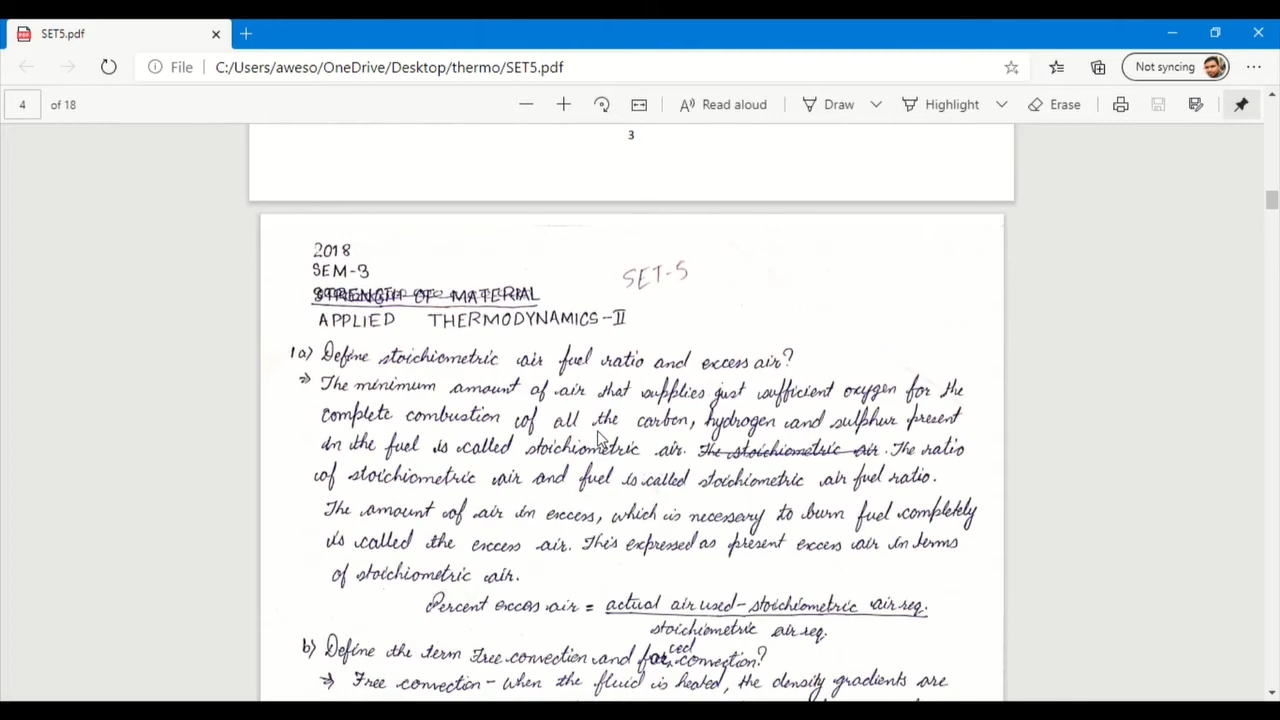 SET5.pdf
File C:/Users/aweso/OneDrive/Desktop/thermo/SET5.pdf Not syncing
4 of 18 Read aloud Draw Highlight Erase
3
2018
SEM-3
SET-5
STRENGTH OF MATERIAL
APPLIED THERMODYNAMICS-II
1a) Define stoichiometric air fuel ratio and excess air?
⇒ The minimum amount of air that supplies just sufficient oxygen for the
complete combustion of all the carbon, hydrogen and sulphur present
in the fuel is called stoichiometric air. The stoichiometric air. The ratio
of stoichiometric air and fuel is called stoichiometric air fuel ratio.
The amount of air in excess, which is necessary to burn fuel completely
is called the excess air. This expressed as present excess air in terms
of stoichiometric air.
Percent excess air = actual air used - stoichiometric air req.
stoichiometric air req.
b) Define the term Free convection and forced convection?
⇒ Free convection - When the fluid is heated, the density gradients are